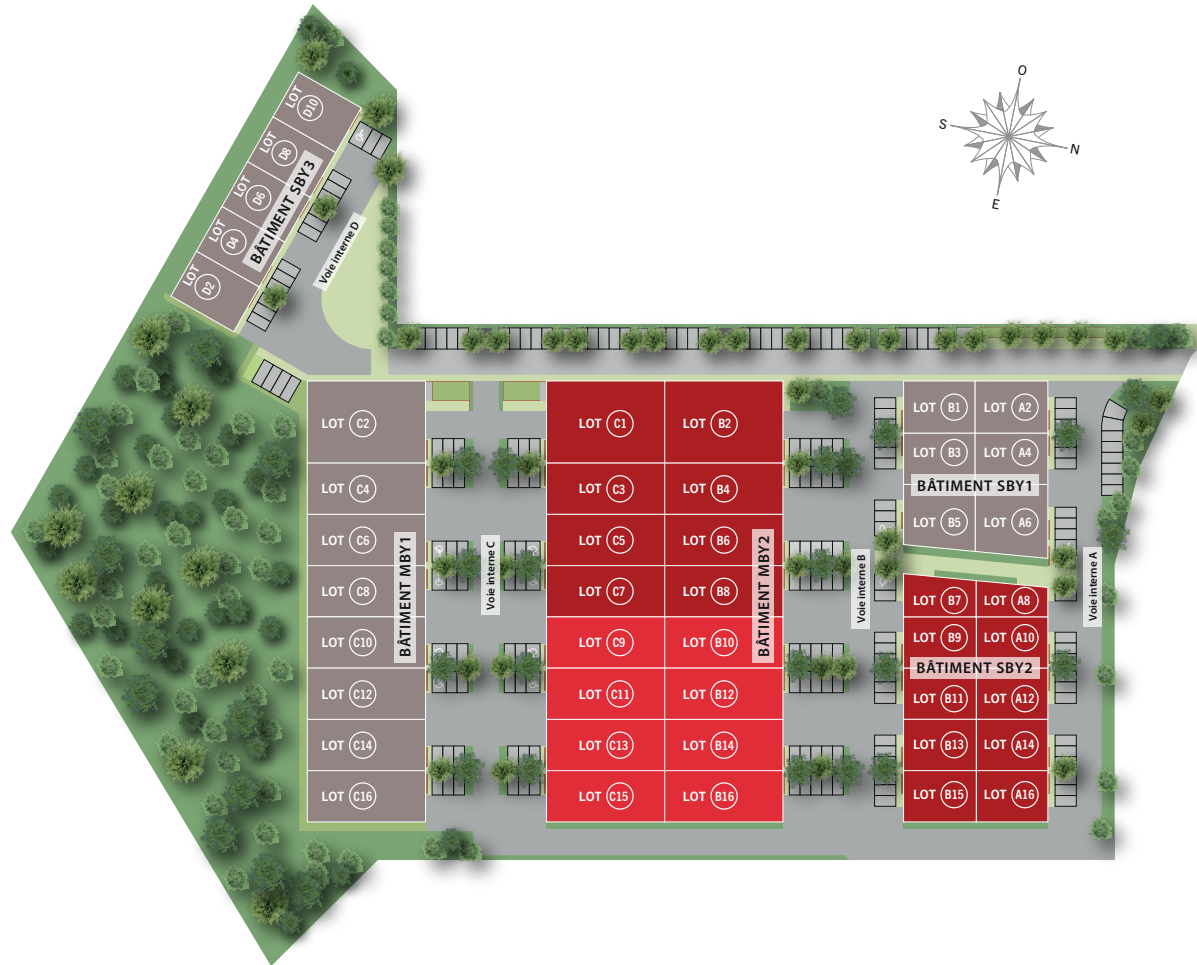 O
S
N
E
LOT D10
LOT D8
LOT D6
LOT D4
LOT D2
BÂTIMENT SBY3
Voie interne D
LOT C2
LOT C4
LOT C6
LOT C8
LOT C10
LOT C12
LOT C14
LOT C16
BÂTIMENT MBY1
Voie interne C
LOT C1
LOT B2
LOT C3
LOT B4
LOT C5
LOT B6
LOT C7
LOT B8
LOT C9
LOT B10
LOT C11
LOT B12
LOT C13
LOT B14
LOT C15
LOT B16
BÂTIMENT MBY2
Voie interne B
LOT B1
LOT A2
LOT B3
LOT A4
BÂTIMENT SBY1
LOT B5
LOT A6
LOT B7
LOT A8
LOT B9
LOT A10
BÂTIMENT SBY2
LOT B11
LOT A12
LOT B13
LOT A14
LOT B15
LOT A16
Voie interne A